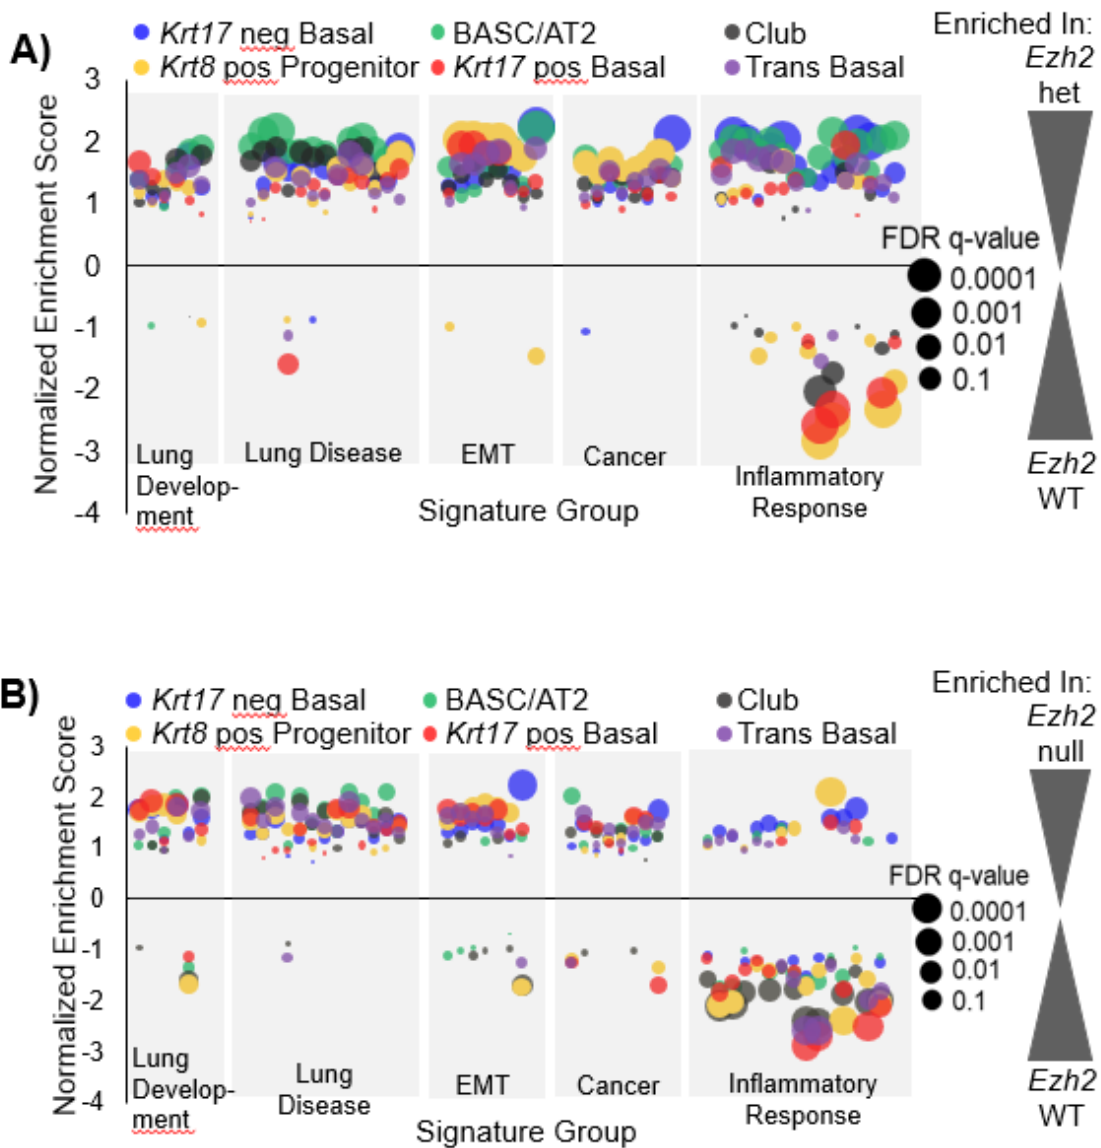 A)
Krt17 neg Basal BASC/AT2 Club
Krt8 pos Progenitor Krt17 pos Basal Trans Basal
Enriched In:
Ezh2
het
Normalized Enrichment Score
3
2
1
0
-1
-2
-3
-4
FDR q-value
0.0001
0.001
0.01
0.1
Lung
Develop-
ment
Lung Disease
EMT
Cancer
Inflammatory
Response
Signature Group
Ezh2
WT
B)
Krt17 neg Basal BASC/AT2 Club
Krt8 pos Progenitor Krt17 pos Basal Trans Basal
Enriched In:
Ezh2
null
Normalized Enrichment Score
3
2
1
0
-1
-2
-3
-4
FDR q-value
0.0001
0.001
0.01
0.1
Lung
Develop-
ment
Lung
Disease
EMT
Cancer
Inflammatory
Response
Signature Group
Ezh2
WT